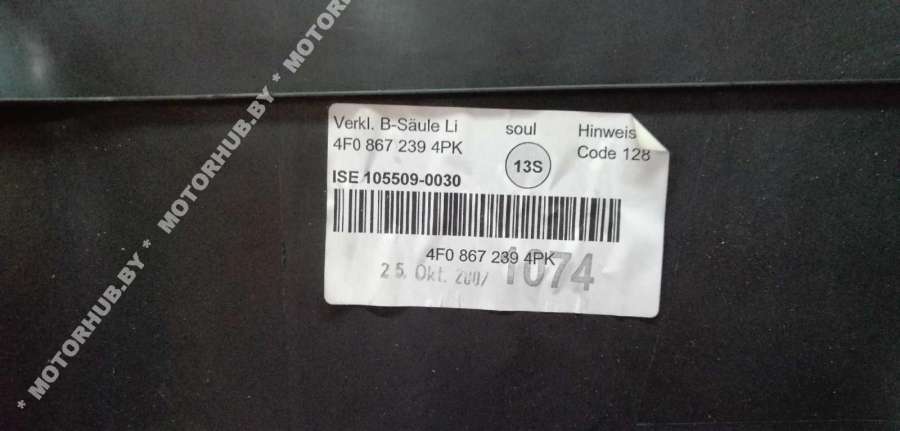 Verkl. B-Säule Li soul Hinweis
4F0 867 239 4PK 13S Code 128
ISE 105509-0030
4F0 867 239 4PK
25. Okt. 2007 1074
* MOTORHUB.BY * MOTORHUB.BY * MOTORHUB.BY